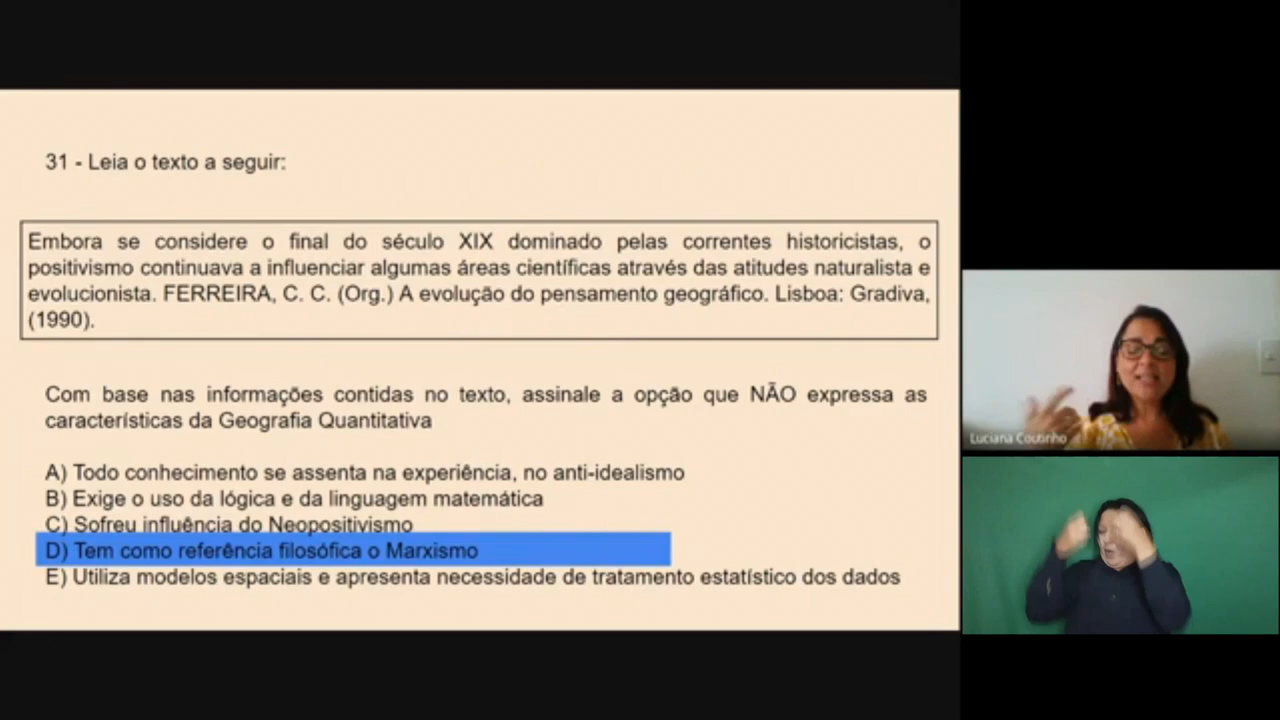 31 - Leia o texto a seguir:
Embora se considere o final do século XIX dominado pelas correntes historicistas, o
positivismo continuava a influenciar algumas áreas científicas através das atitudes naturalista e
evolucionista. FERREIRA, C. C. (Org.) A evolução do pensamento geográfico. Lisboa: Gradiva,
(1990).
Com base nas informações contidas no texto, assinale a opção que NÃO expressa as
características da Geografia Quantitativa
A) Todo conhecimento se assenta na experiência, no anti-idealismo
B) Exige o uso da lógica e da linguagem matemática
C) Sofreu influência do Neopositivismo
D) Tem como referência filosófica o Marxismo
E) Utiliza modelos espaciais e apresenta necessidade de tratamento estatístico dos dados
Luciana Coutinho